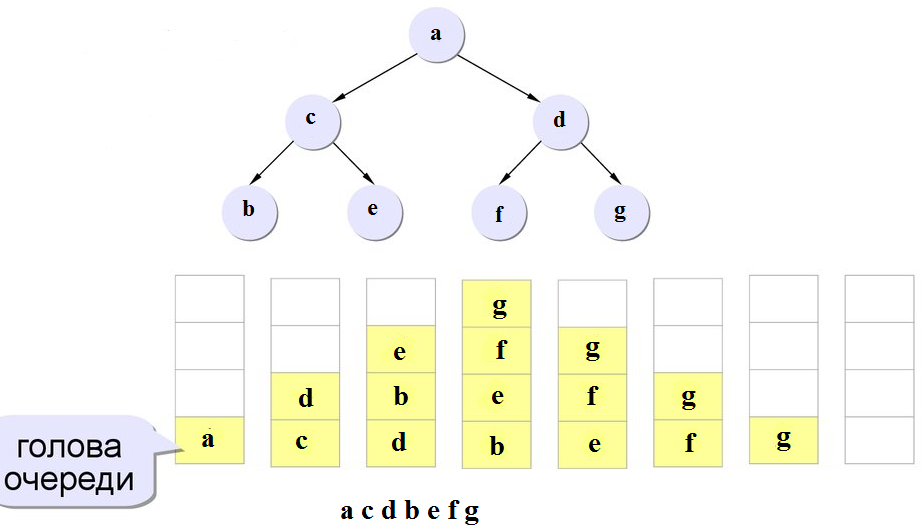 a
c d
b e f g
g
e f g
d b e f g
a c d b e f g
голова
очереди
a c d b e f g